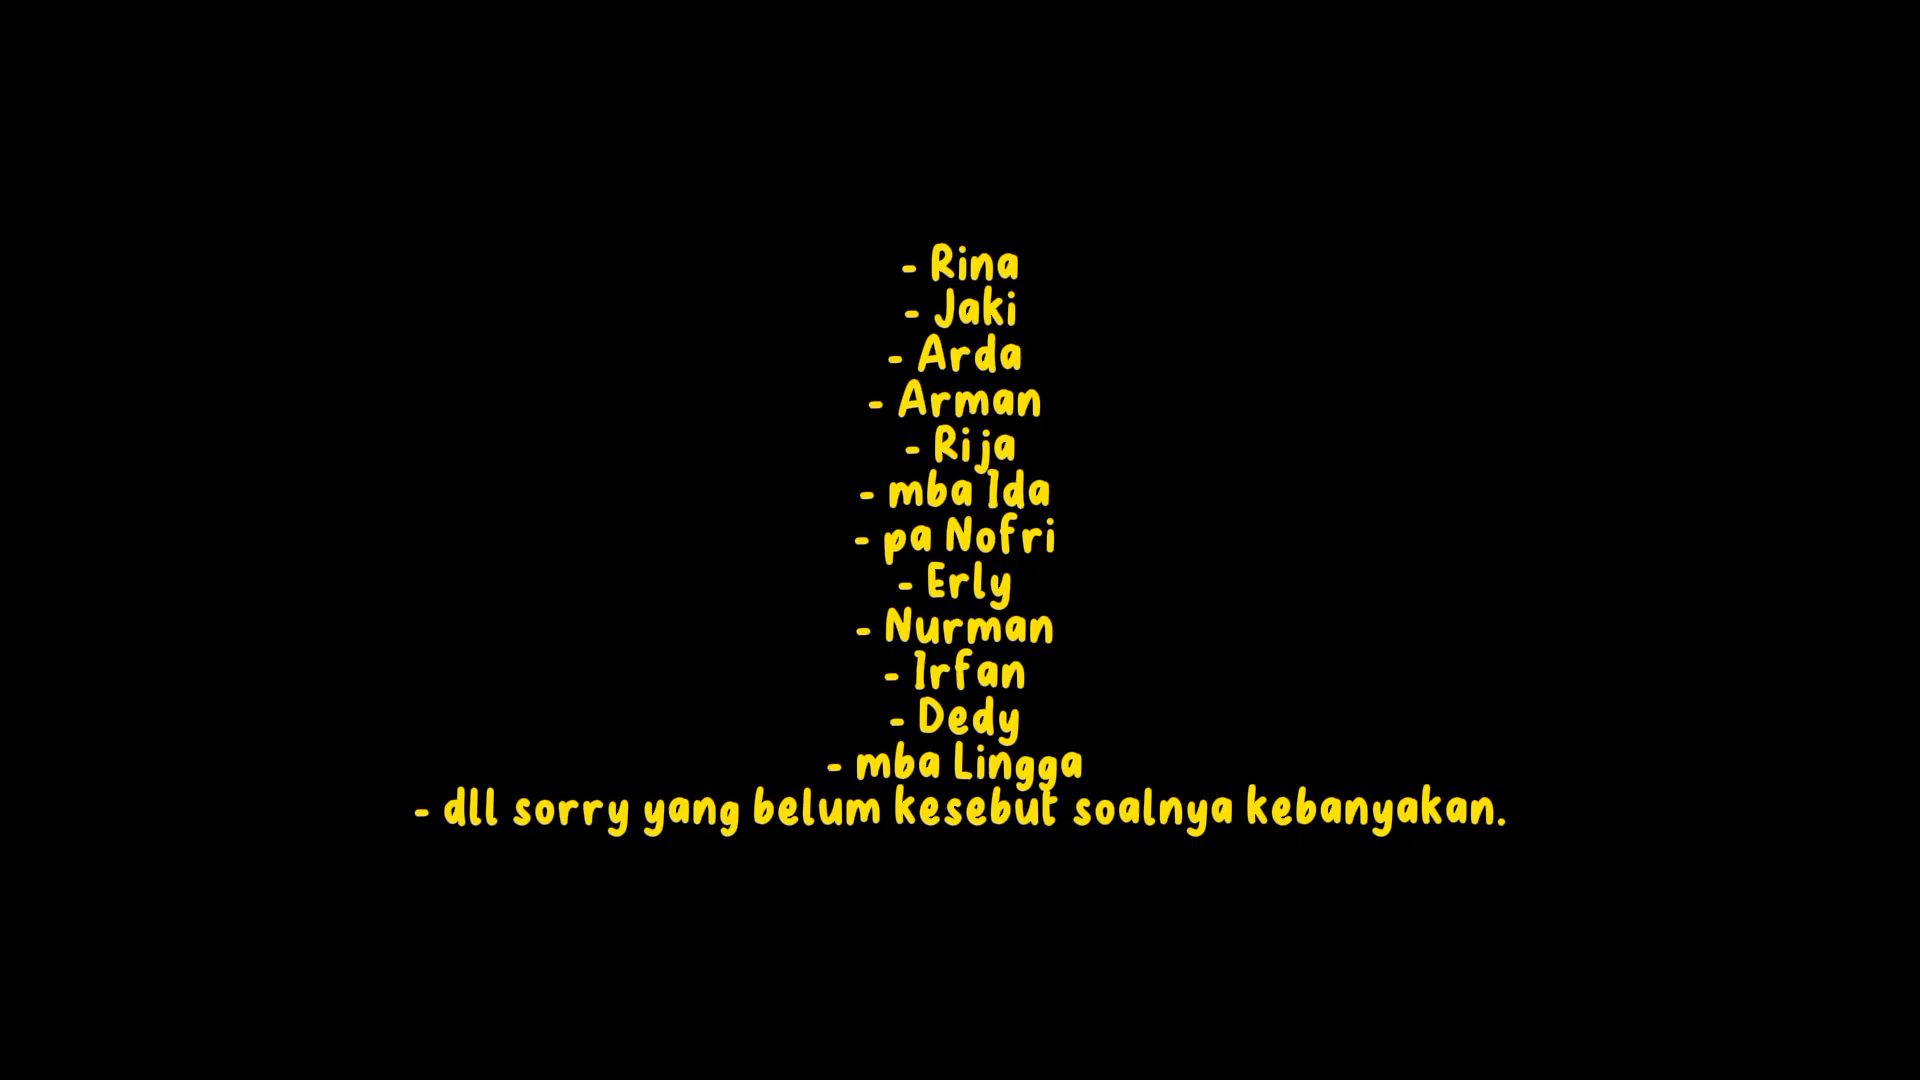 - Rina
- Jaki
- Arda
- Arman
- Rija
- mba Ida
- pa Nofri
- Erly
- Nurman
- Irfan
- Dedy
- mba Lingga
- dll sorry yang belum kesebut soalnya kebanyakan.